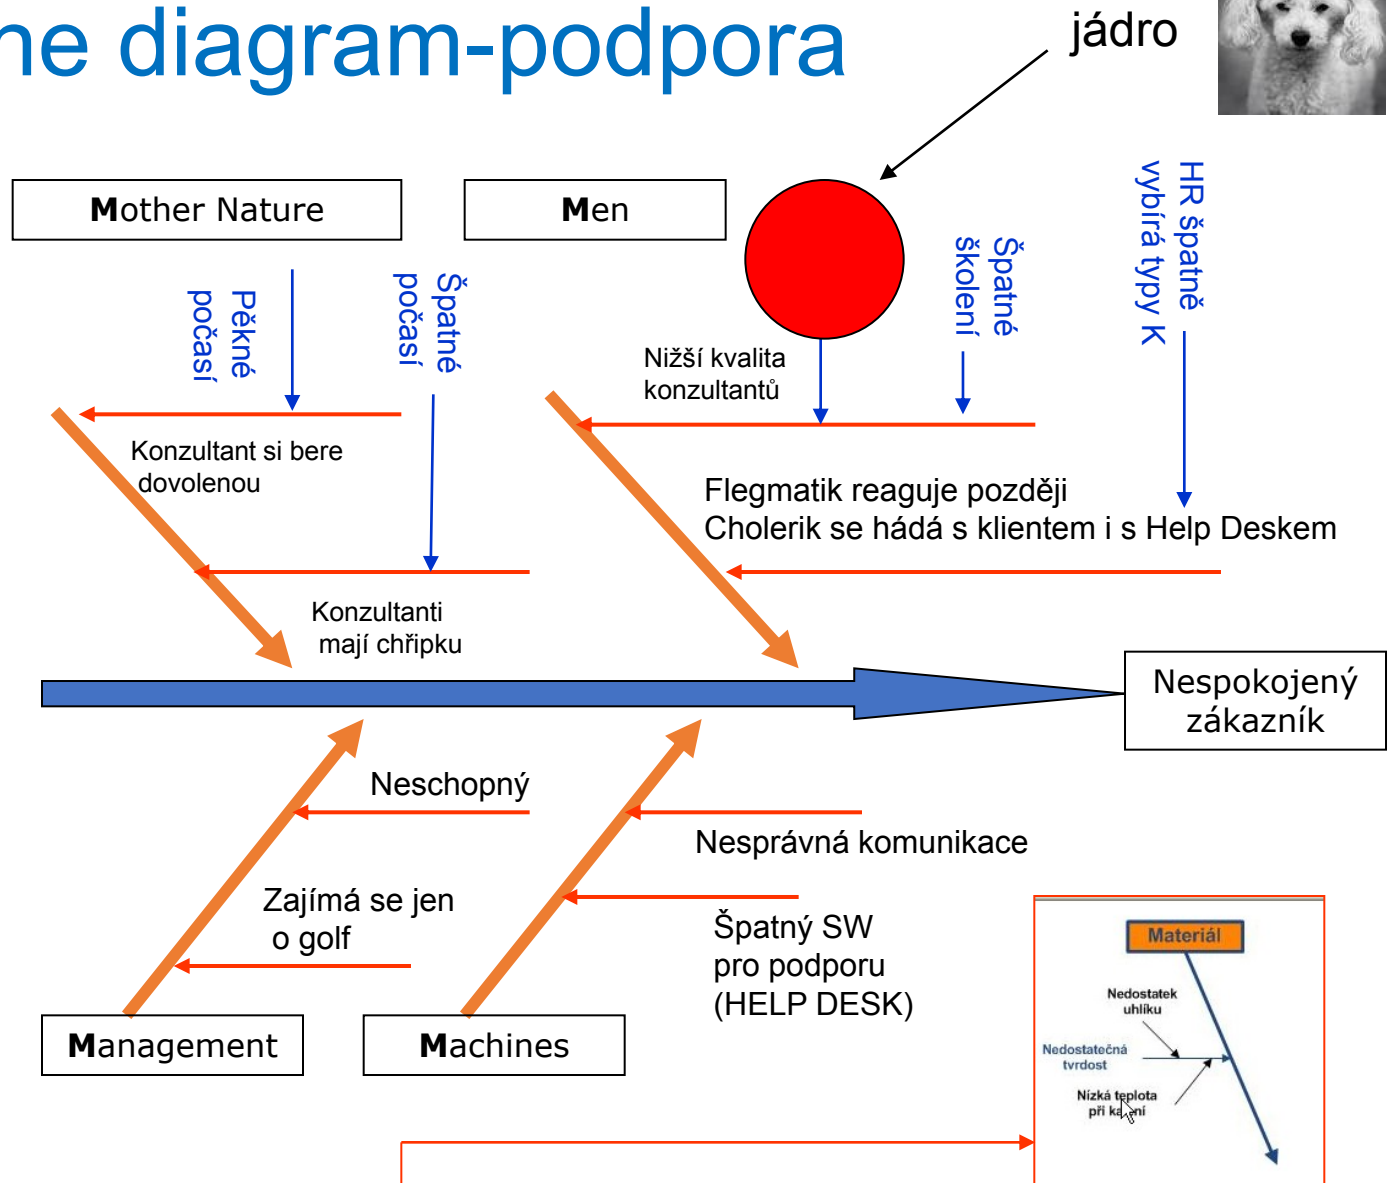 ne diagram-podpora
jádro
Mother Nature
Men
HR špatně
vybírá typy K
Špatné
školení
Pěkné
počasí
Špatné
počasí
Nižší kvalita
konzultantů
Konzultant si bere
dovolenou
Flegmatik reaguje později
Cholerik se hádá s klientem i s Help Deskem
Konzultanti
mají chřipku
Nespokojený
zákazník
Neschopný
Nesprávná komunikace
Zajímá se jen
o golf
Špatný SW
pro podporu
(HELP DESK)
Management
Machines
Materiál
Nedostatek
uhlíku
Nedostatečná
tvrdost
Nízká teplota
při kalení